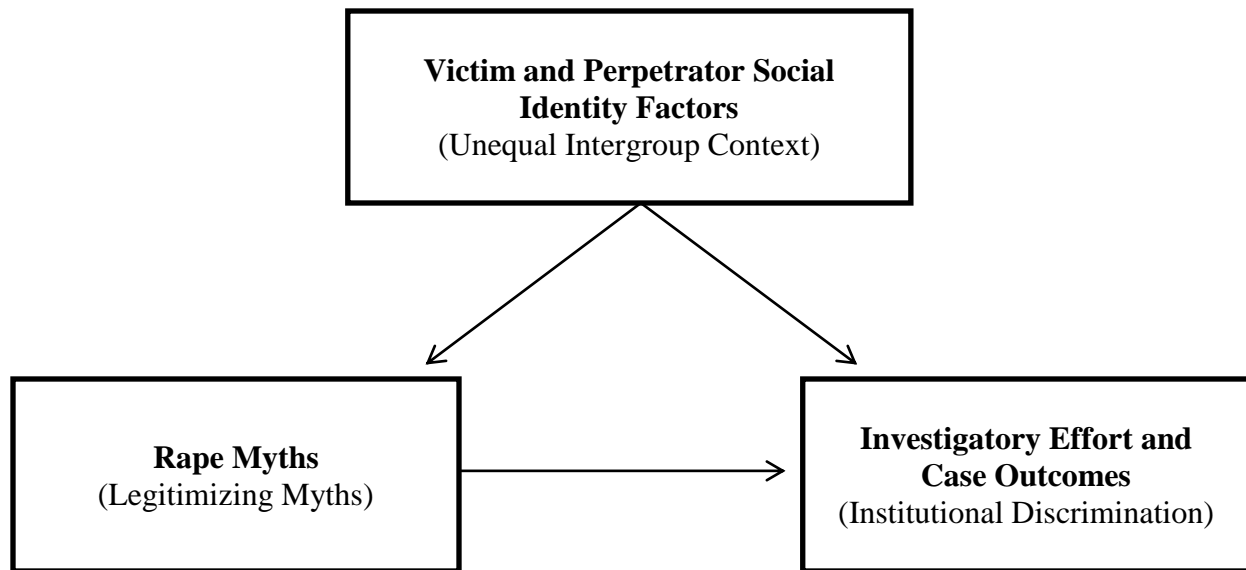 Victim and Perpetrator Social
Identity Factors
(Unequal Intergroup Context)
Rape Myths
(Legitimizing Myths)
Investigatory Effort and
Case Outcomes
(Institutional Discrimination)